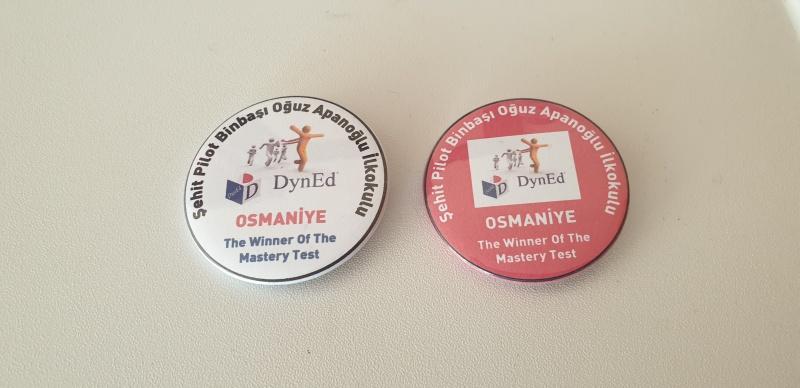 Şehit Pilot Binbaşı Oğuz Apanoğlu İlkokulu
DynEd
OSMANİYE
The Winner Of The
Mastery Test
Şehit Pilot Binbaşı Oğuz Apanoğlu İlkokulu
DynEd
OSMANİYE
The Winner Of The
Mastery Test